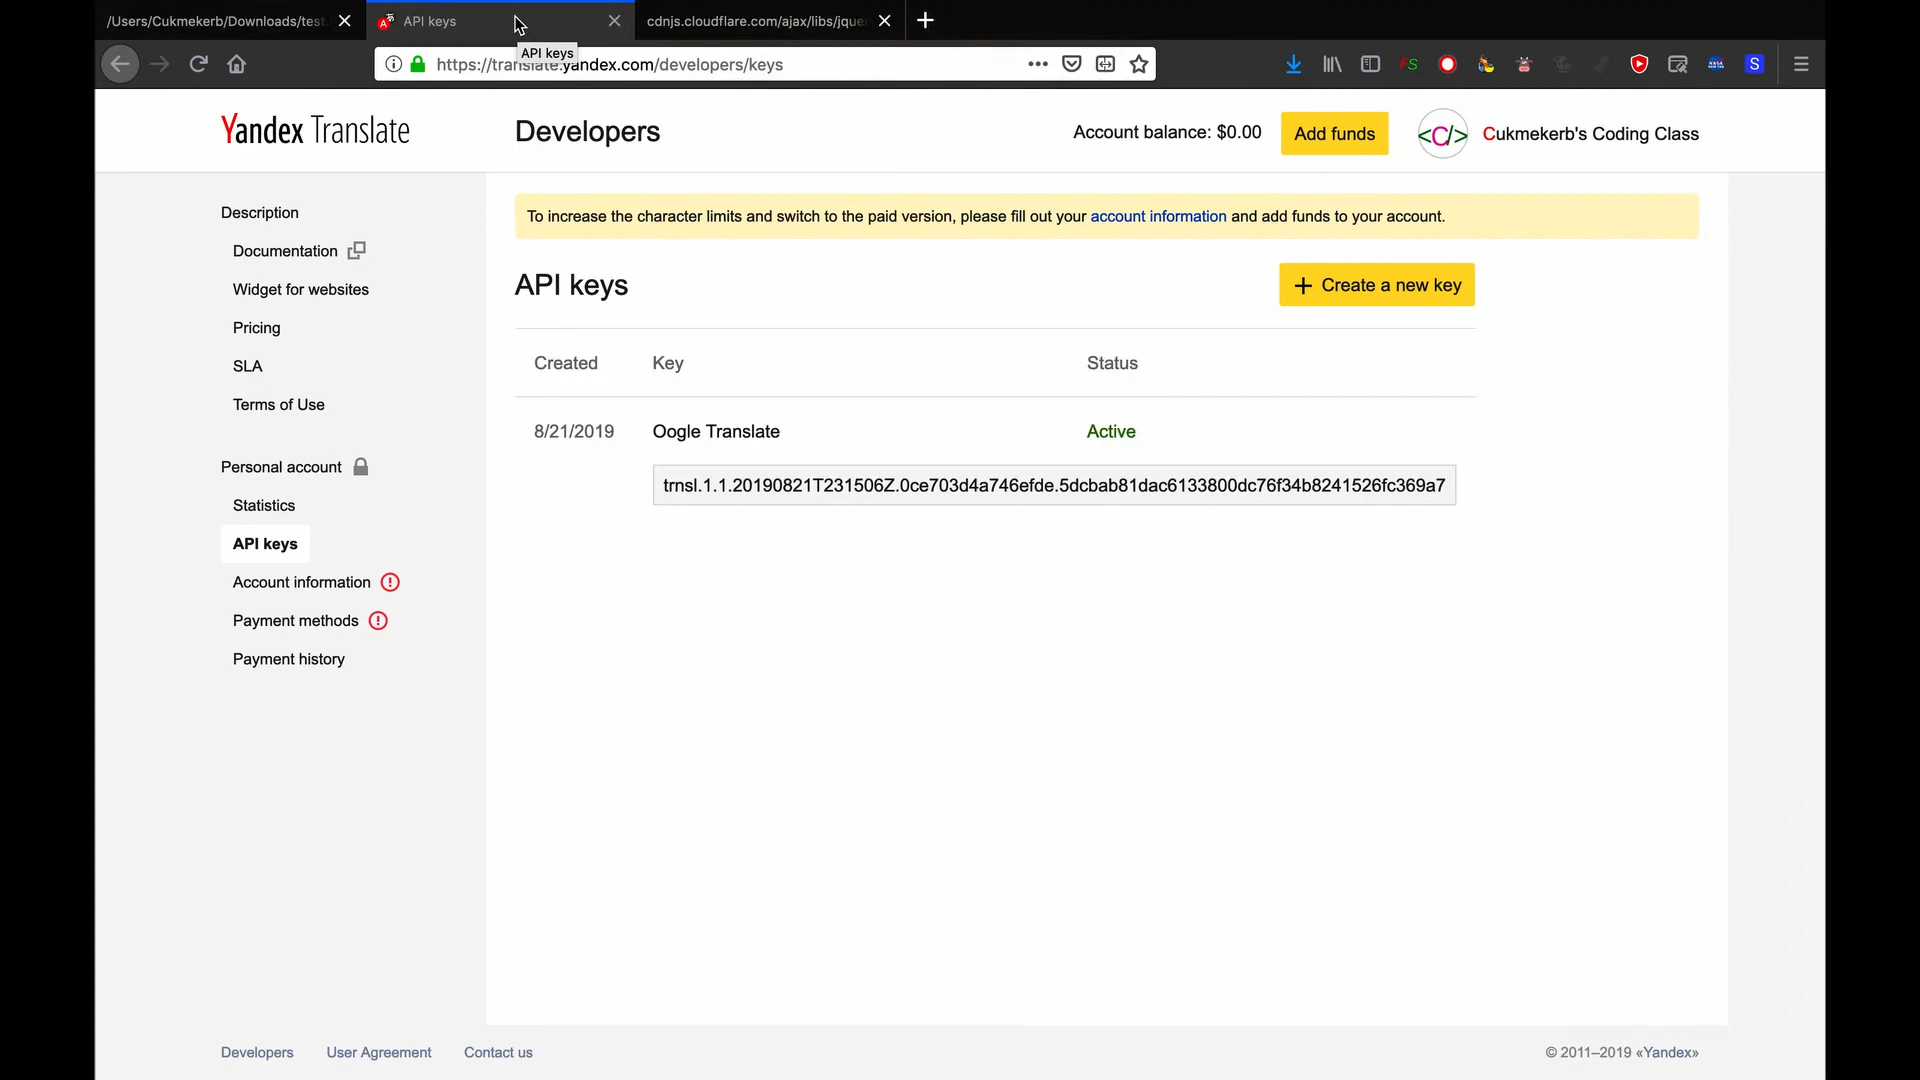 /Users/Cukmekerb/Downloads/test
API keys
cdnjs.cloudflare.com/ajax/libs/jque
API keys
https://translate.yandex.com/developers/keys
Yandex Translate
Developers
Account balance: $0.00
Add funds
<C/>
Cukmekerb's Coding Class
Description
Documentation
Widget for websites
Pricing
SLA
Terms of Use
Personal account
Statistics
API keys
Account information
Payment methods
Payment history
To increase the character limits and switch to the paid version, please fill out your account information and add funds to your account.
API keys
+ Create a new key
Created Key Status
8/21/2019 Oogle Translate Active
trnsl.1.1.20190821T231506Z.0ce703d4a746efde.5dcbab81dac6133800dc76f34b8241526fc369a7
Developers User Agreement Contact us
© 2011–2019 «Yandex»